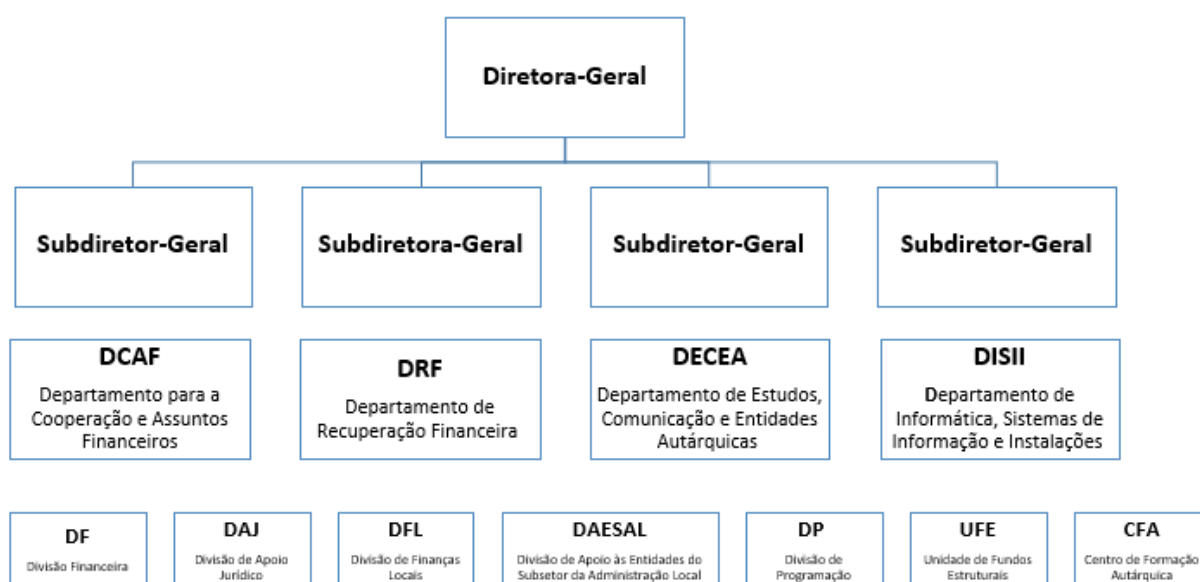 Diretora-Geral
Subdiretor-Geral
Subdiretora-Geral
Subdiretor-Geral
Subdiretor-Geral
DCAF
Departamento para a
Cooperação e Assuntos
Financeiros
DRF
Departamento de
Recuperação Financeira
DECEA
Departamento de Estudos,
Comunicação e Entidades
Autárquicas
DISII
Departamento de
Informática, Sistemas de
Informação e Instalações
DF
Divisão Financeira
DAJ
Divisão de Apoio
Jurídico
DFL
Divisão de Finanças
Locais
DAESAL
Divisão de Apoio às Entidades do
Subsetor da Administração Local
DP
Divisão de
Programação
UFE
Unidade de Fundos
Estruturais
CFA
Centro de Formação
Autárquica